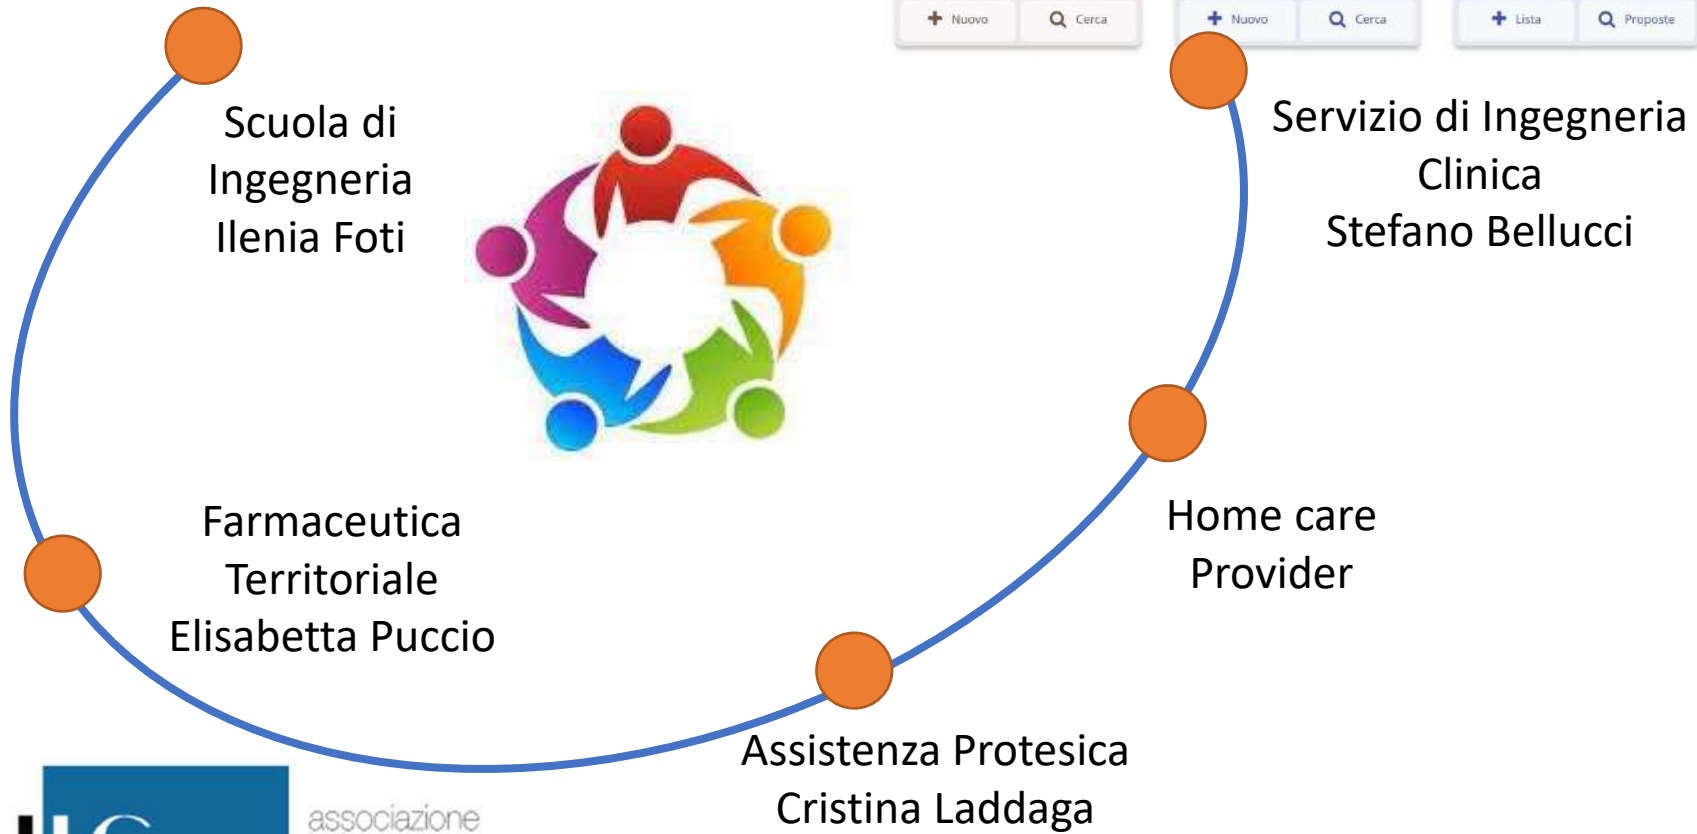 Nuovo
Cerca
Nuovo
Cerca
Lista
Proposte
Scuola di
Ingegneria
Ilenia Foti
Servizio di Ingegneria
Clinica
Stefano Bellucci
Farmaceutica
Territoriale
Elisabetta Puccio
Home care
Provider
Assistenza Protesica
Cristina Laddaga
associazione